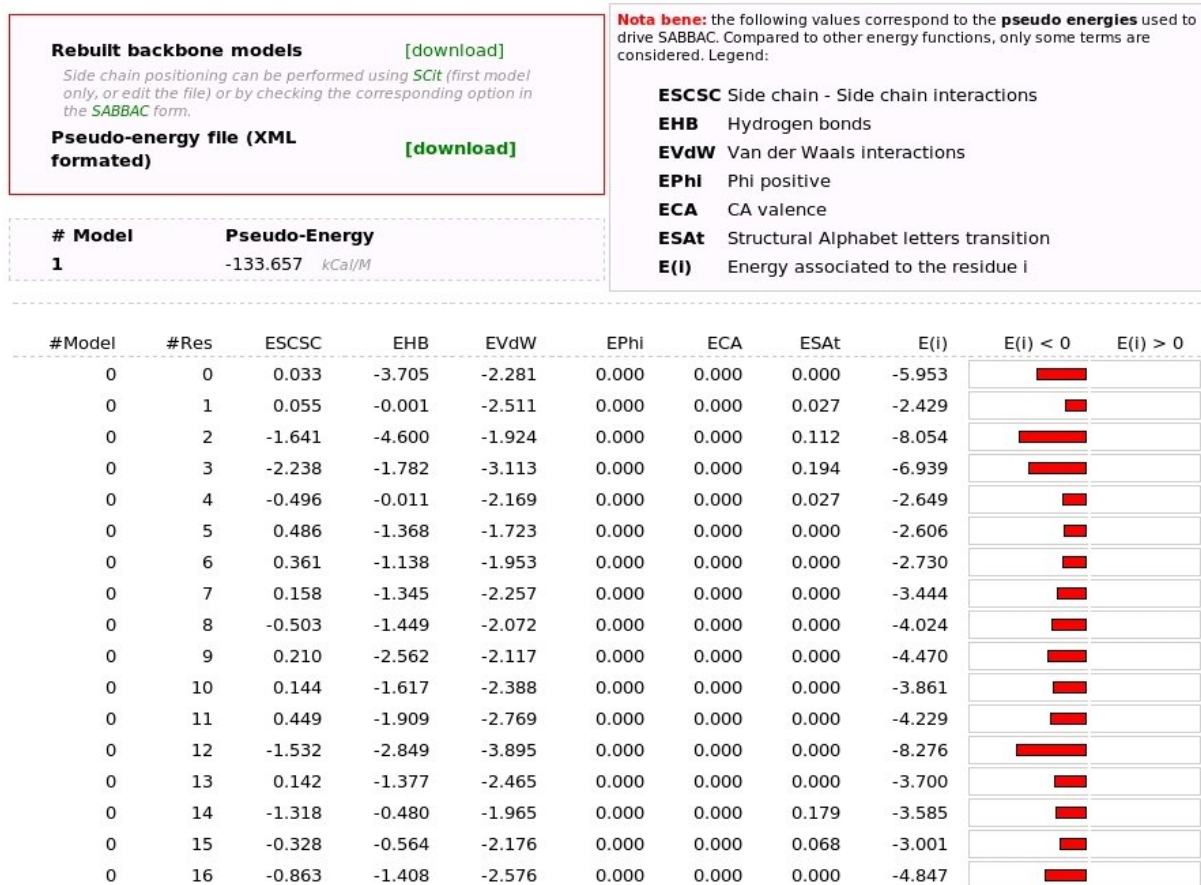 Rebuilt backbone models [download]
Side chain positioning can be performed using SCit (first model
only, or edit the file) or by checking the corresponding option in
the SABBAC form.
Pseudo-energy file (XML
formated) [download]
# Model Pseudo-Energy
1 -133.657 kCal/M
Nota bene: the following values correspond to the pseudo energies used to
drive SABBAC. Compared to other energy functions, only some terms are
considered. Legend:
ESCSC Side chain - Side chain interactions
EHB Hydrogen bonds
EVdW Van der Waals interactions
EPhi Phi positive
ECA CA valence
ESAt Structural Alphabet letters transition
E(i) Energy associated to the residue i
#Model #Res ESCSC EHB EVdW EPhi ECA ESAt E(i) E(i) < 0 E(i) > 0
0 0 0.033 -3.705 -2.281 0.000 0.000 0.000 -5.953
0 1 0.055 -0.001 -2.511 0.000 0.000 0.027 -2.429
0 2 -1.641 -4.600 -1.924 0.000 0.000 0.112 -8.054
0 3 -2.238 -1.782 -3.113 0.000 0.000 0.194 -6.939
0 4 -0.496 -0.011 -2.169 0.000 0.000 0.027 -2.649
0 5 0.486 -1.368 -1.723 0.000 0.000 0.000 -2.606
0 6 0.361 -1.138 -1.953 0.000 0.000 0.000 -2.730
0 7 0.158 -1.345 -2.257 0.000 0.000 0.000 -3.444
0 8 -0.503 -1.449 -2.072 0.000 0.000 0.000 -4.024
0 9 0.210 -2.562 -2.117 0.000 0.000 0.000 -4.470
0 10 0.144 -1.617 -2.388 0.000 0.000 0.000 -3.861
0 11 0.449 -1.909 -2.769 0.000 0.000 0.000 -4.229
0 12 -1.532 -2.849 -3.895 0.000 0.000 0.000 -8.276
0 13 0.142 -1.377 -2.465 0.000 0.000 0.000 -3.700
0 14 -1.318 -0.480 -1.965 0.000 0.000 0.179 -3.585
0 15 -0.328 -0.564 -2.176 0.000 0.000 0.068 -3.001
0 16 -0.863 -1.408 -2.576 0.000 0.000 0.000 -4.847